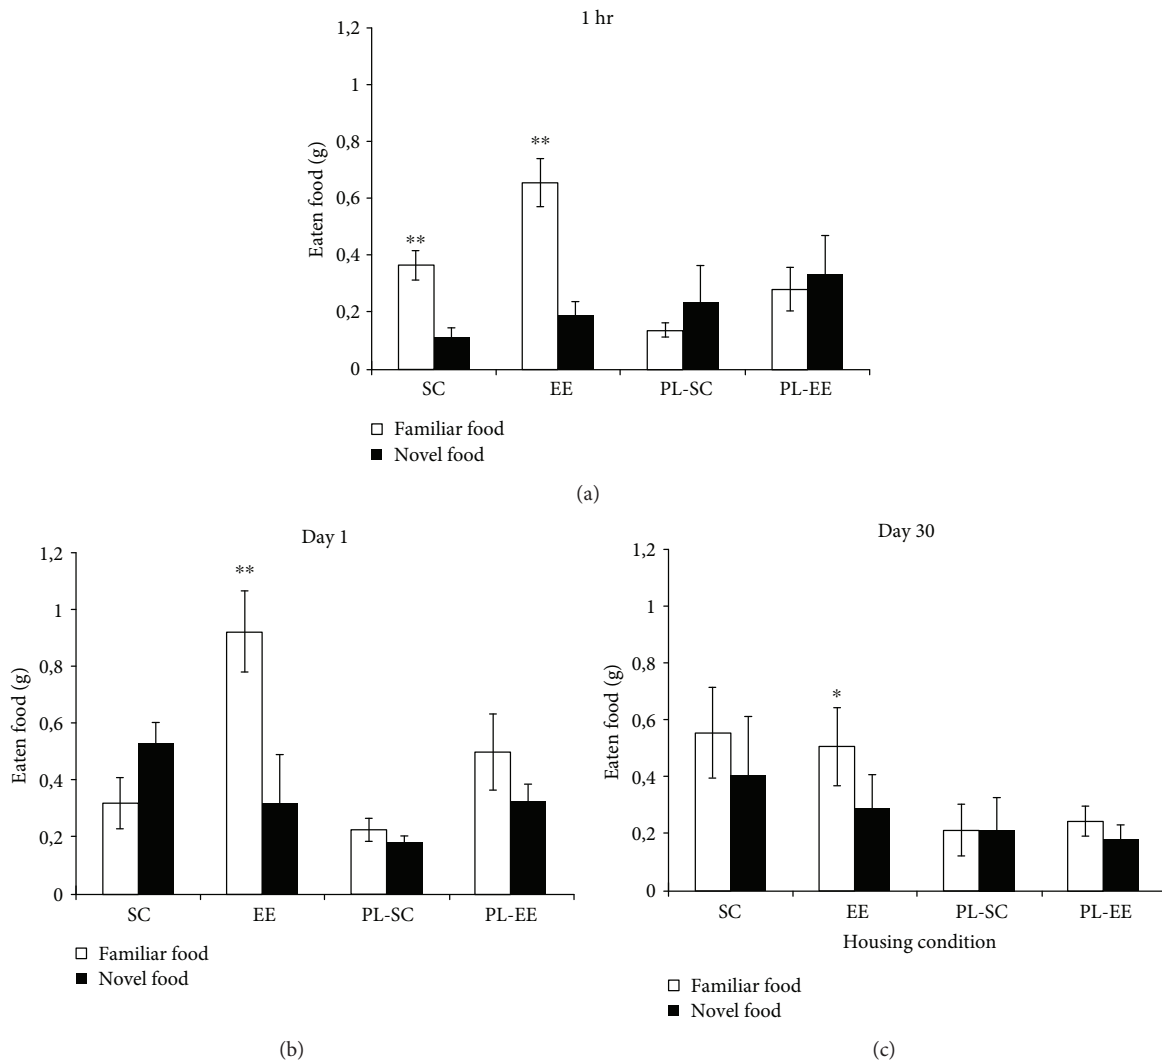 1 hr
1,2
1
0,8
0,6
0,4
0,2
0
Eaten food (g)
**
**
SC EE PL-SC PL-EE
Familiar food
Novel food
(a)
Day 1
1,2
1
0,8
0,6
0,4
0,2
0
Eaten food (g)
**
SC EE PL-SC PL-EE
Familiar food
Novel food
(b)
Day 30
1,2
1
0,8
0,6
0,4
0,2
0
Eaten food (g)
*
SC EE PL-SC PL-EE
Housing condition
Familiar food
Novel food
(c)